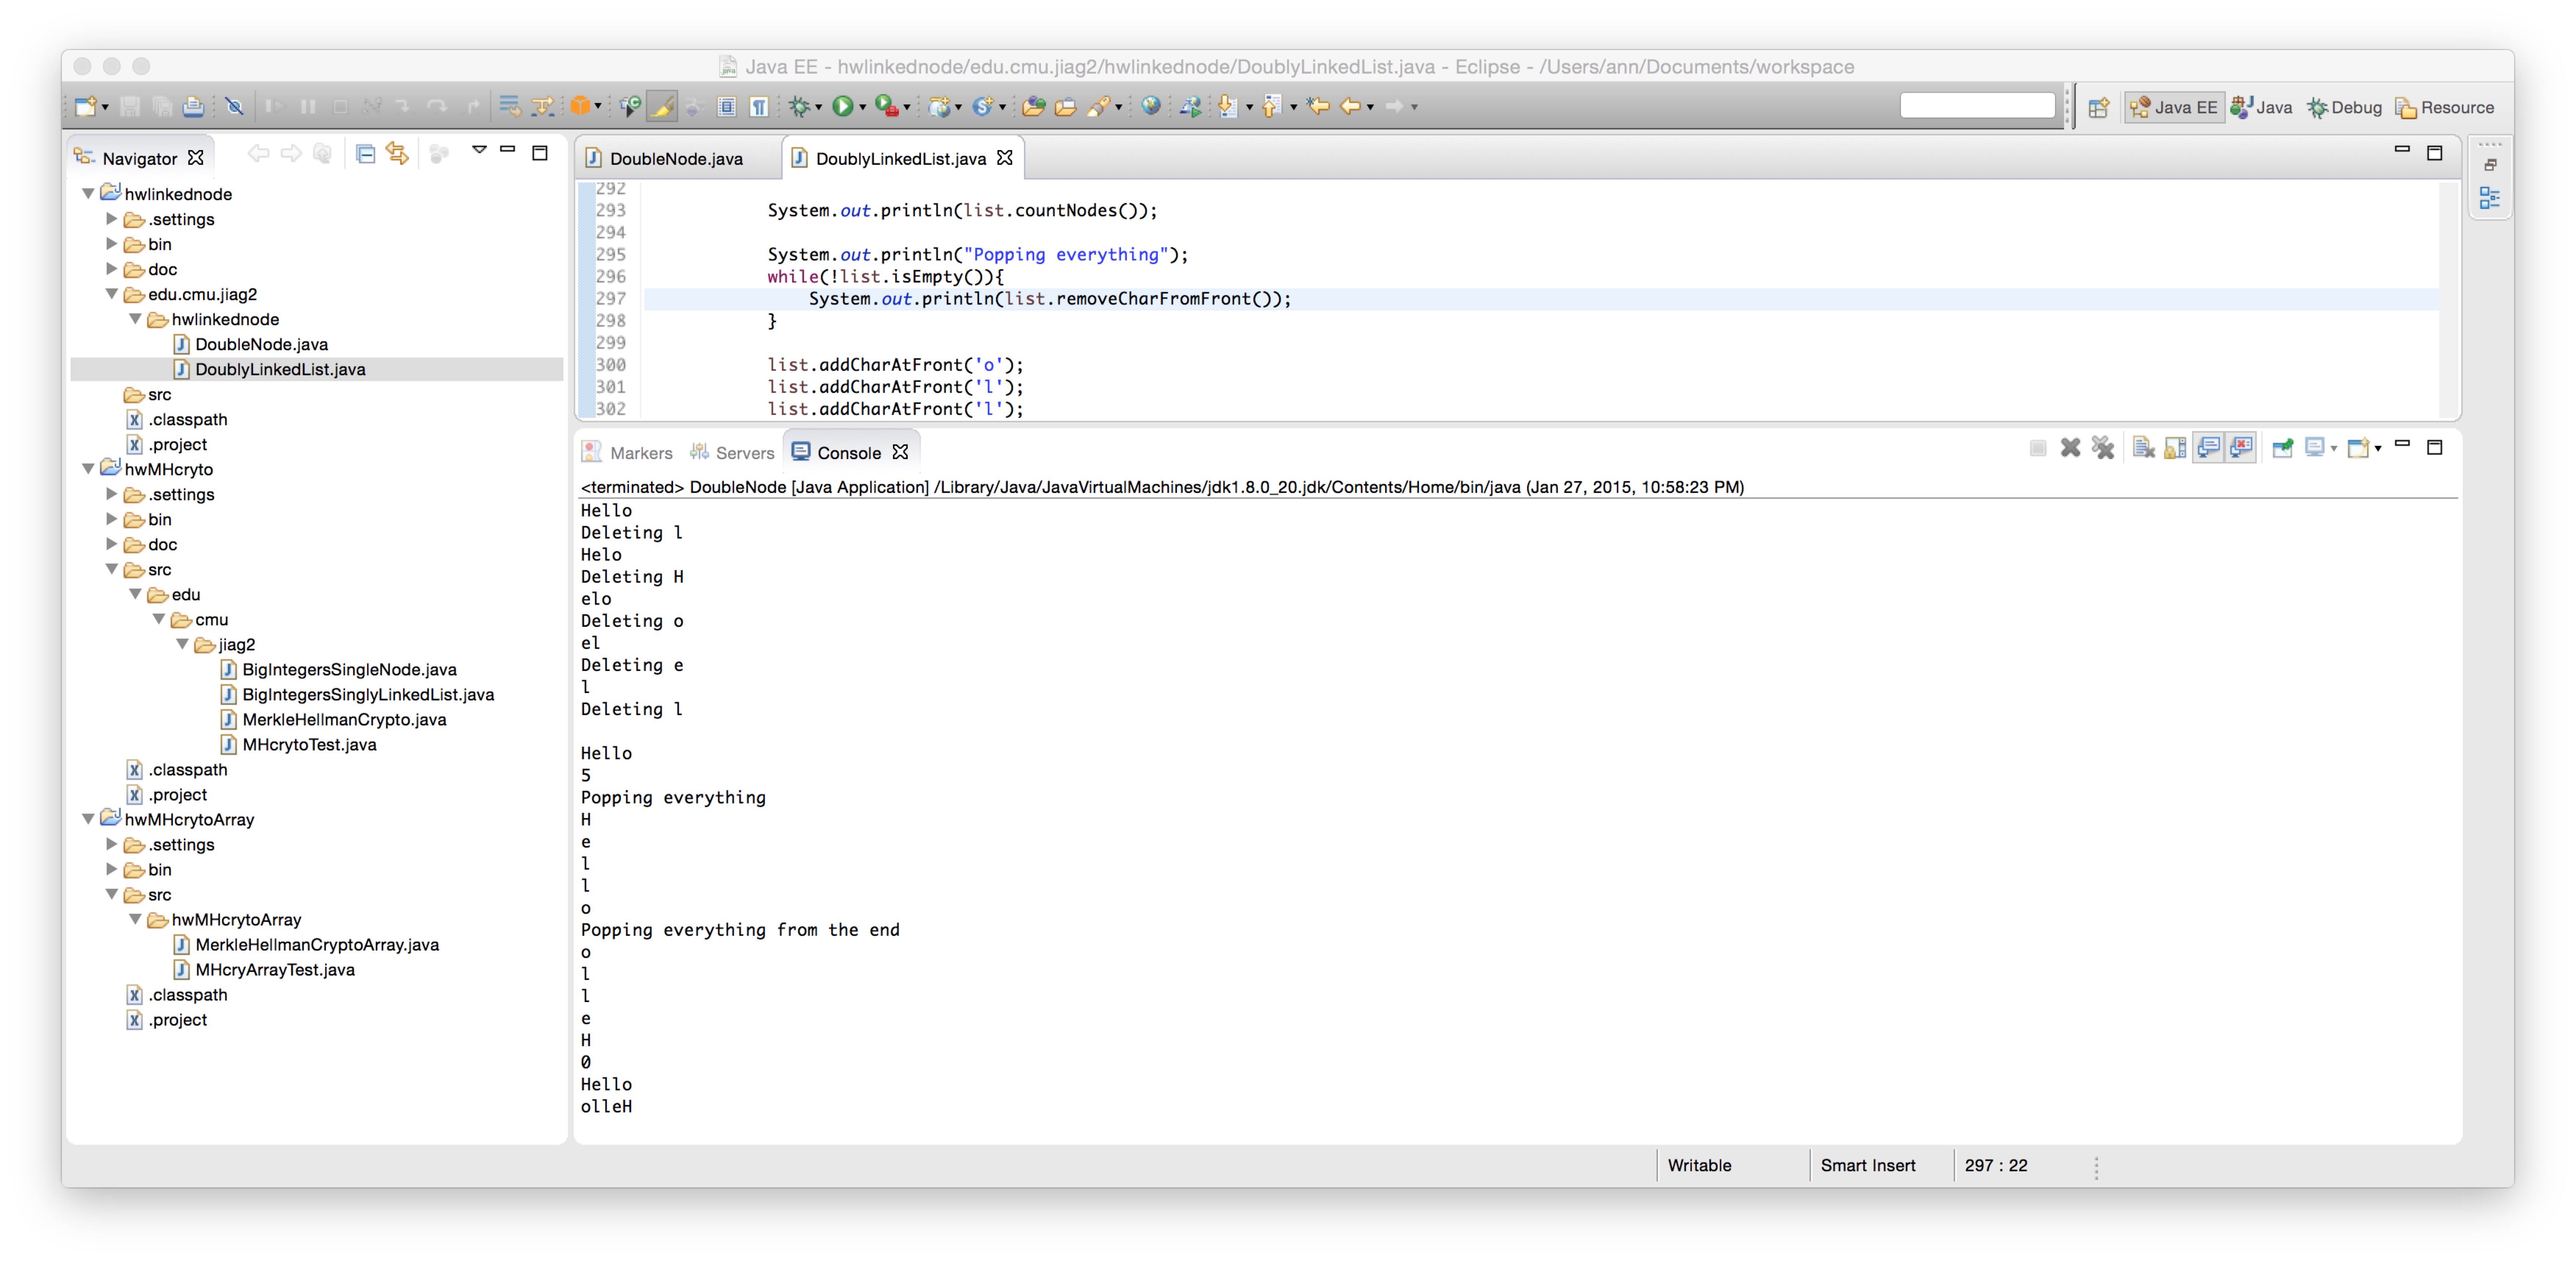 Java EE - hwlinkednode/edu.cmu.jiag2/hwlinkednode/DoublyLinkedList.java - Eclipse - /Users/ann/Documents/workspace
Java EE Java Debug Resource
Navigator
hwlinkednode
.settings
bin
doc
edu.cmu.jiag2
hwlinkednode
DoubleNode.java
DoublyLinkedList.java
src
.classpath
.project
hwMHcryto
.settings
bin
doc
src
edu
cmu
jiag2
BigIntegersSingleNode.java
BigIntegersSinglyLinkedList.java
MerkleHellmanCrypto.java
MHcrytoTest.java
.classpath
.project
hwMHcrytoArray
.settings
bin
src
hwMHcrytoArray
MerkleHellmanCryptoArray.java
MHcryArrayTest.java
.classpath
.project
DoubleNode.java DoublyLinkedList.java
292
293 System.out.println(list.countNodes());
294
295 System.out.println("Popping everything");
296 while(!list.isEmpty()){
297 System.out.println(list.removeCharFromFront());
298 }
299
300 list.addCharAtFront('o');
301 list.addCharAtFront('l');
302 list.addCharAtFront('l');
Markers Servers Console
<terminated> DoubleNode [Java Application] /Library/Java/JavaVirtualMachines/jdk1.8.0_20.jdk/Contents/Home/bin/java (Jan 27, 2015, 10:58:23 PM)
Hello
Deleting l
Helo
Deleting H
elo
Deleting o
el
Deleting e
l
Deleting l
Hello
5
Popping everything
H
e
l
l
o
Popping everything from the end
o
l
l
e
H
0
Hello
olleH
Writable Smart Insert 297 : 22